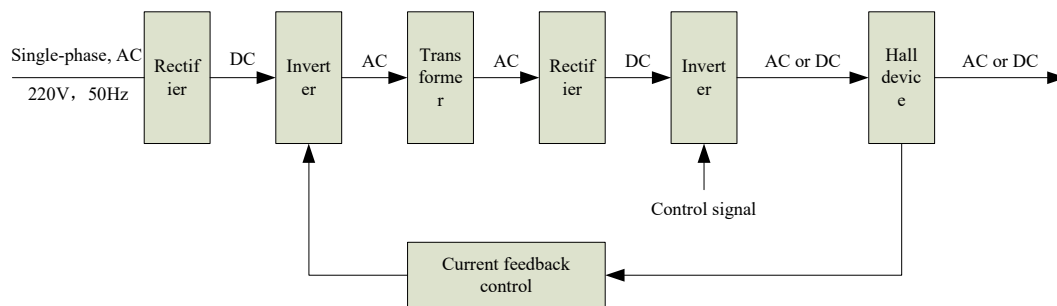 Single-phase, AC
220V，50Hz
Rectif
ier
DC
Invert
er
AC
Trans
forme
r
AC
Rectif
ier
DC
Invert
er
AC or DC
Hall
devic
e
AC or DC
Control signal
Current feedback
control